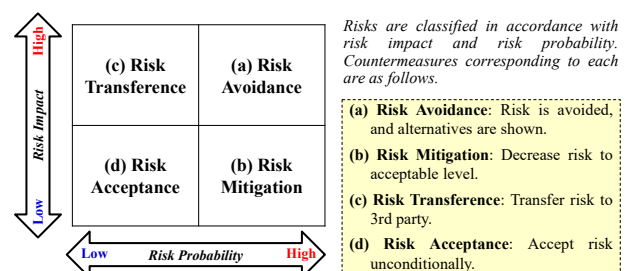 High
Risk Impact
Low
(c) Risk
Transference
(a) Risk
Avoidance
(d) Risk
Acceptance
(b) Risk
Mitigation
Low
Risk Probability
High
Risks are classified in accordance with
risk impact and risk probability.
Countermeasures corresponding to each
are as follows.
(a) Risk Avoidance: Risk is avoided,
and alternatives are shown.
(b) Risk Mitigation: Decrease risk to
acceptable level.
(c) Risk Transference: Transfer risk to
3rd party.
(d) Risk Acceptance: Accept risk
unconditionally.